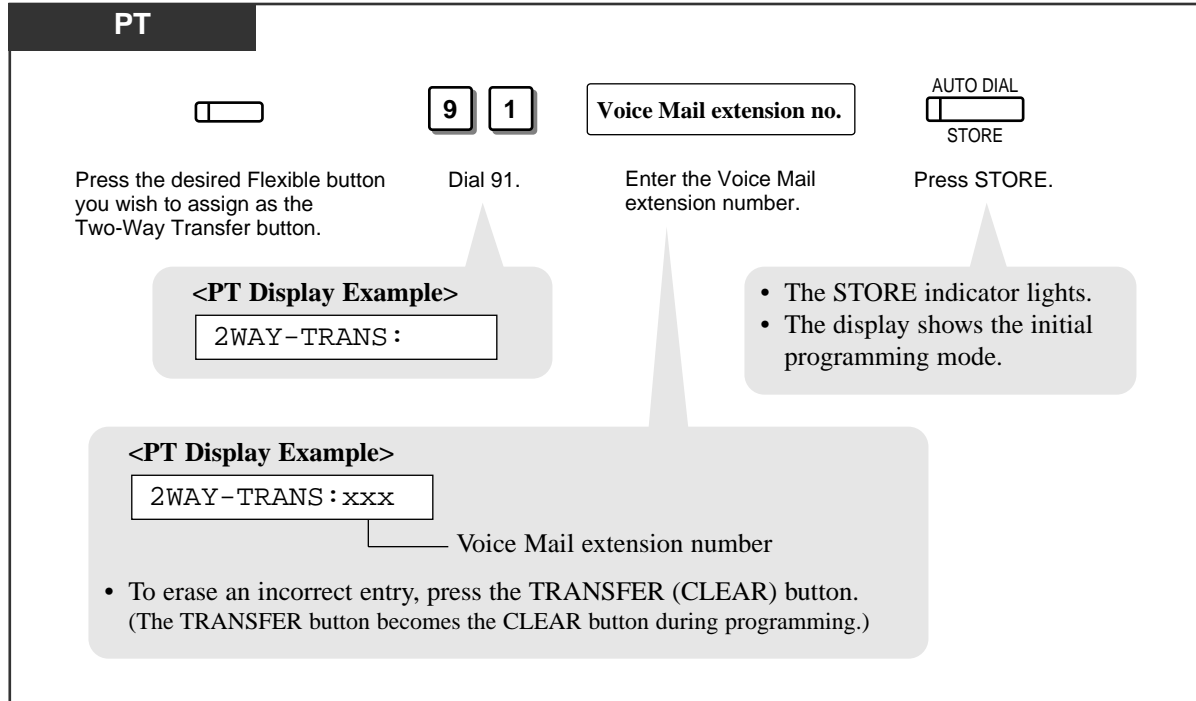 PT
9 1
Voice Mail extension no.
AUTO DIAL
STORE
Press the desired Flexible button
you wish to assign as the
Two-Way Transfer button.
Dial 91.
Enter the Voice Mail
extension number.
Press STORE.
<PT Display Example>
2WAY-TRANS:
• The STORE indicator lights.
• The display shows the initial
programming mode.
<PT Display Example>
2WAY-TRANS:xxx
Voice Mail extension number
• To erase an incorrect entry, press the TRANSFER (CLEAR) button.
(The TRANSFER button becomes the CLEAR button during programming.)